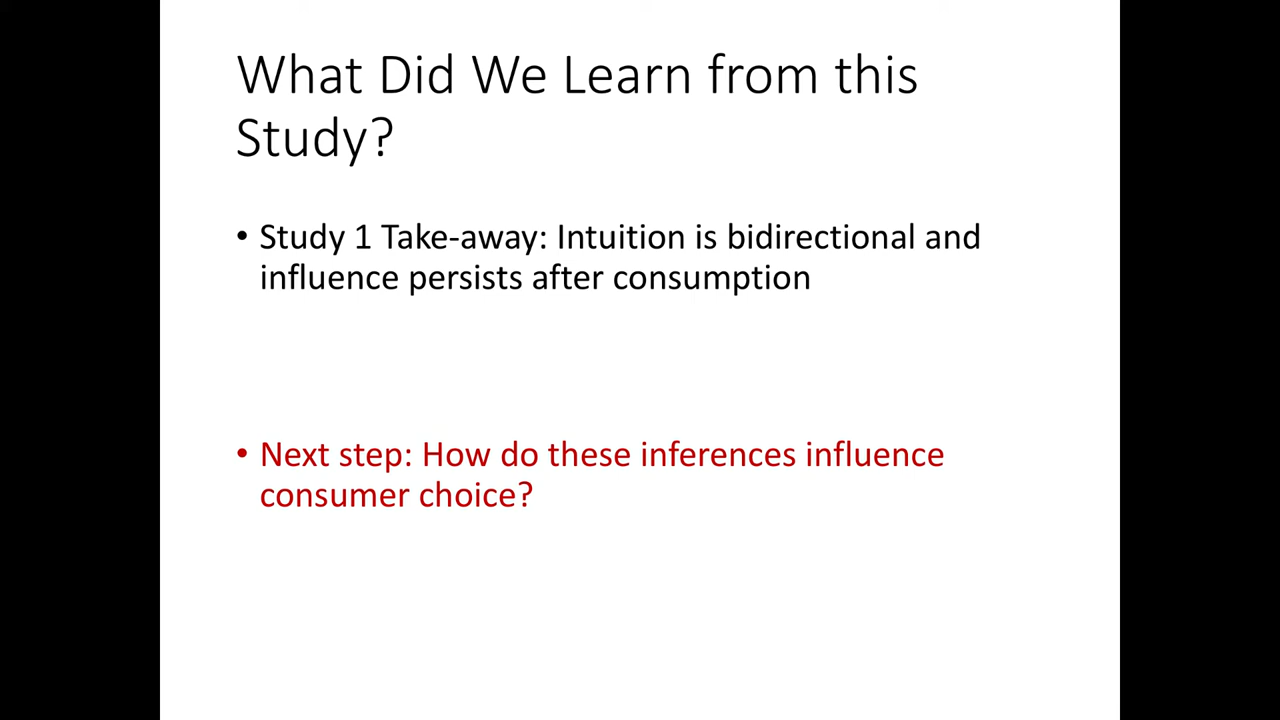 What Did We Learn from this
Study?
• Study 1 Take-away: Intuition is bidirectional and
influence persists after consumption
• Next step: How do these inferences influence
consumer choice?